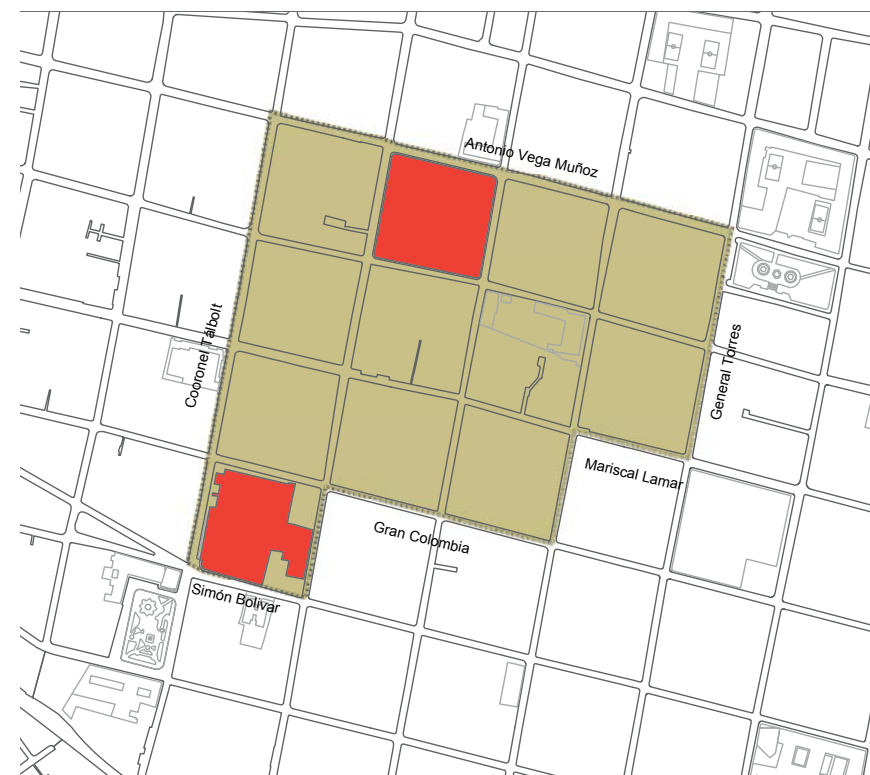 Antonio Vega Muñoz
Cooronel Tálbolt
General Torres
Mariscal Lamar
Gran Colombia
Simón Bolívar